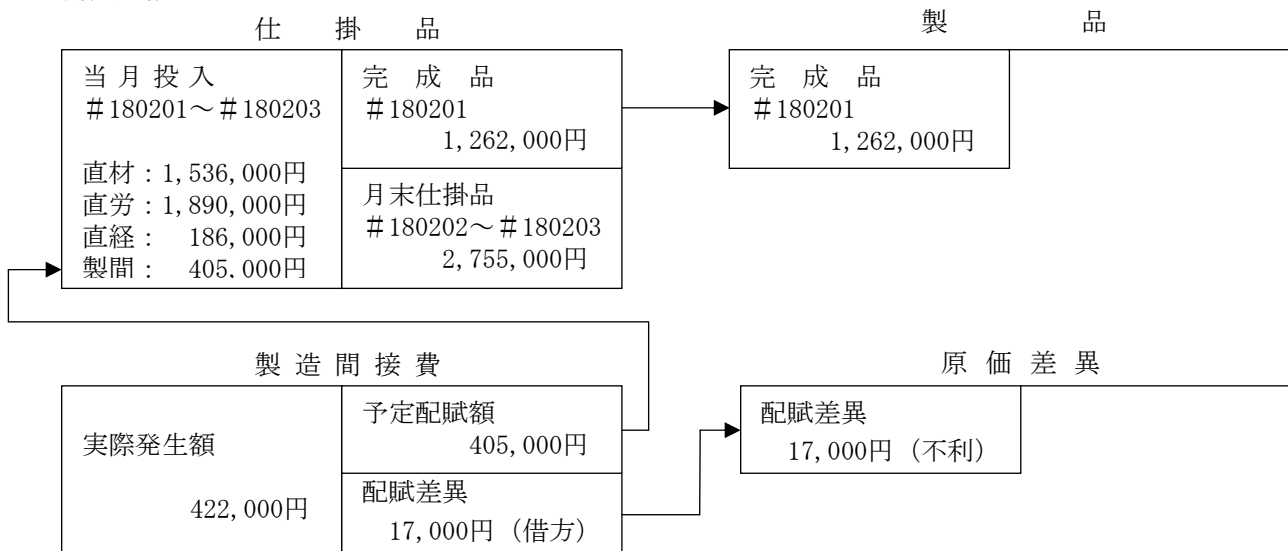 仕 掛 品
当 月 投 入
＃180201～＃180203
直材：1,536,000円
直労：1,890,000円
直経： 186,000円
製間： 405,000円
完 成 品
＃180201
1,262,000円
月末仕掛品
＃180202～＃180203
2,755,000円
製 品
完 成 品
＃180201
1,262,000円
製 造 間 接 費
実際発生額
422,000円
予定配賦額
405,000円
配賦差異
17,000円（借方）
原 価 差 異
配賦差異
17,000円（不利）